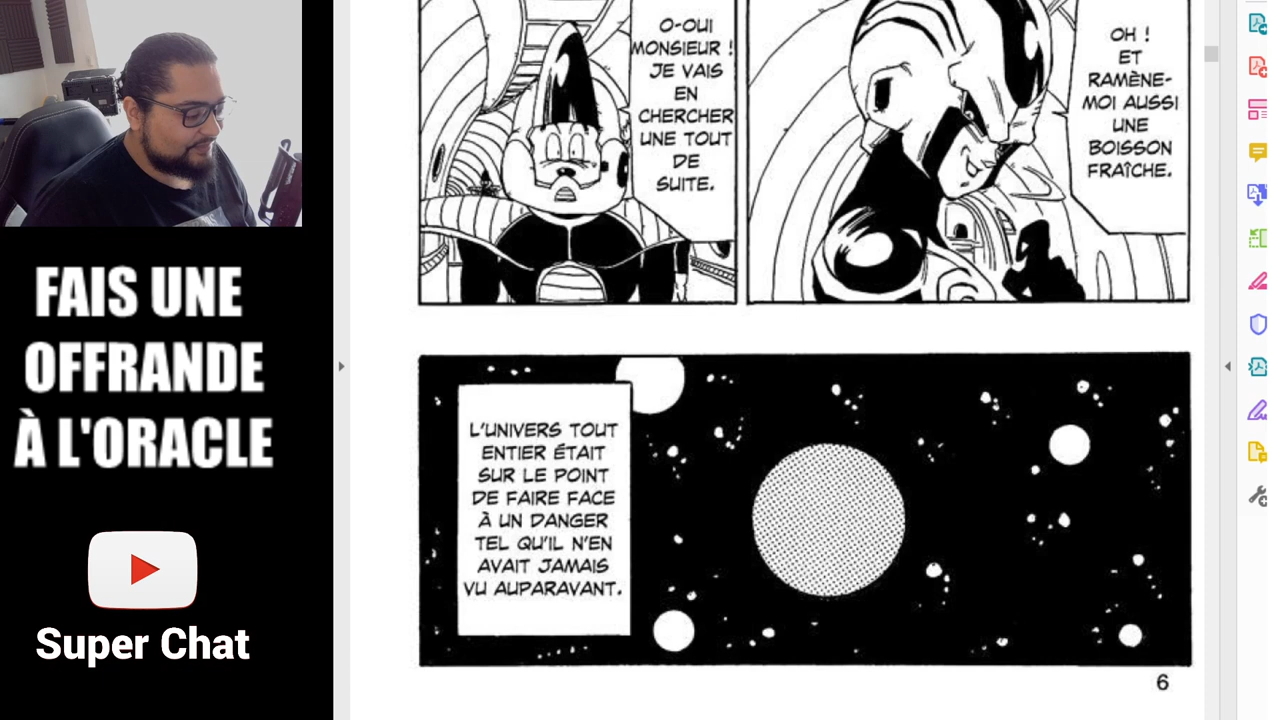 O-OUI
MONSIEUR !
JE VAIS
EN
CHERCHER
UNE TOUT
DE
SUITE.
OH !
ET
RAMÈNE-
MOI AUSSI
UNE
BOISSON
FRAÎCHE.
FAIS UNE
OFFRANDE
À L'ORACLE
Super Chat
L'UNIVERS TOUT
ENTIER ÉTAIT
SUR LE POINT
DE FAIRE FACE
À UN DANGER
TEL QU'IL N'EN
AVAIT JAMAIS
VU AUPARAVANT.
6